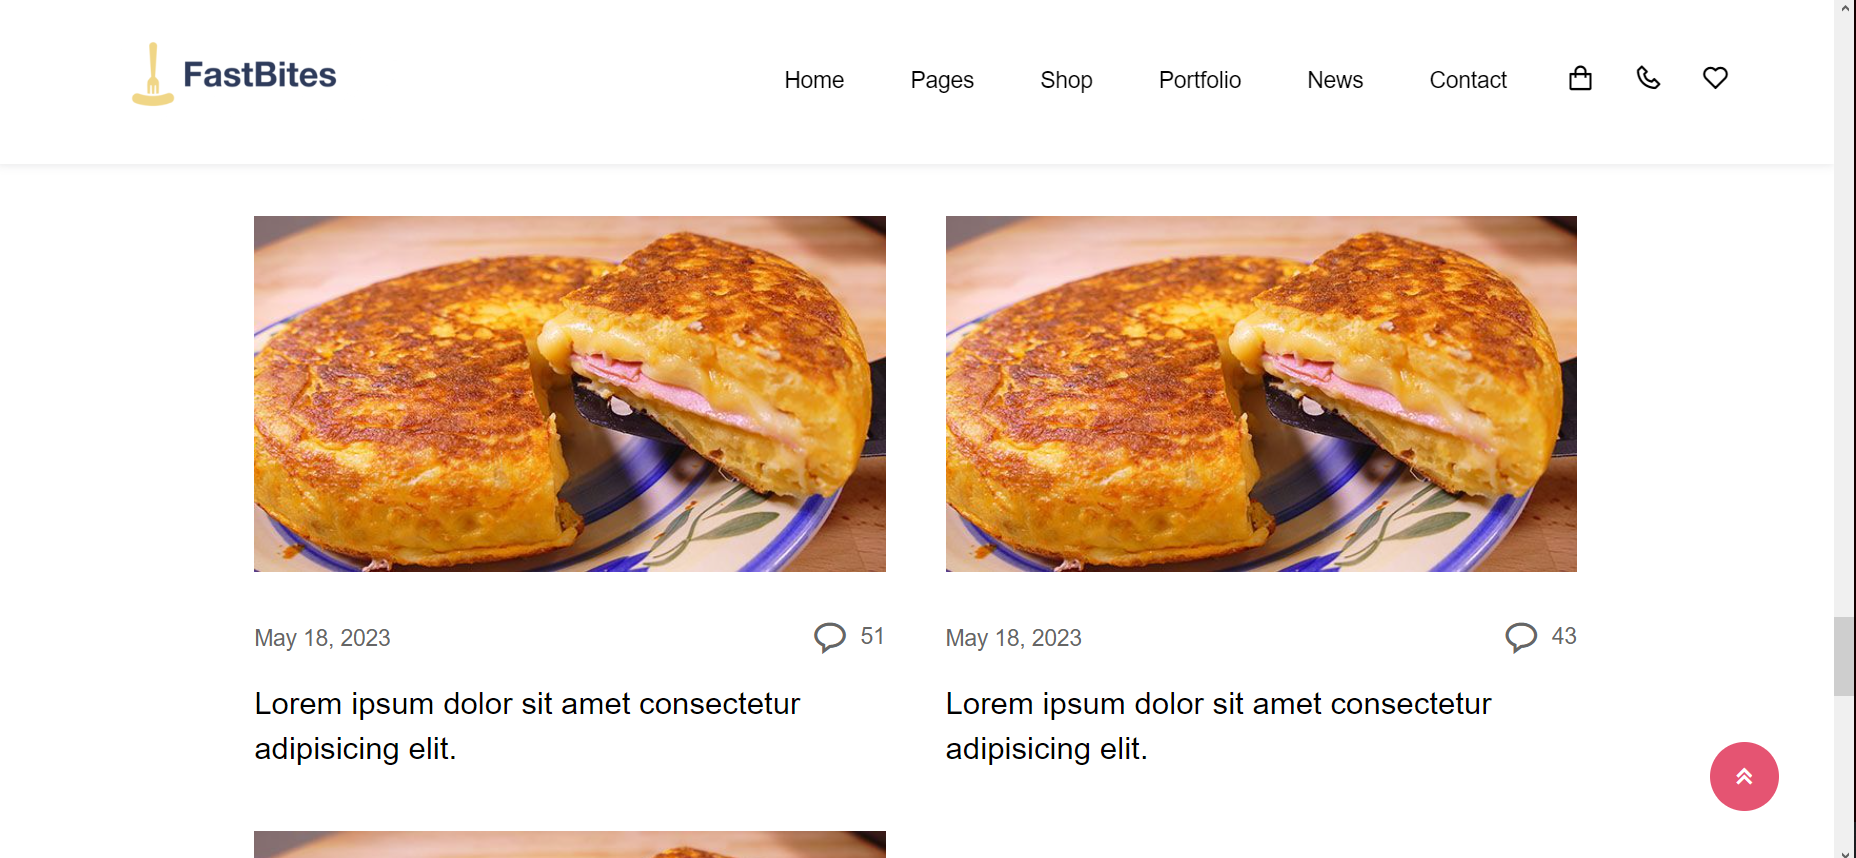 FastBites
Home Pages Shop Portfolio News Contact
May 18, 2023 51
Lorem ipsum dolor sit amet consectetur
adipisicing elit.
May 18, 2023 43
Lorem ipsum dolor sit amet consectetur
adipisicing elit.